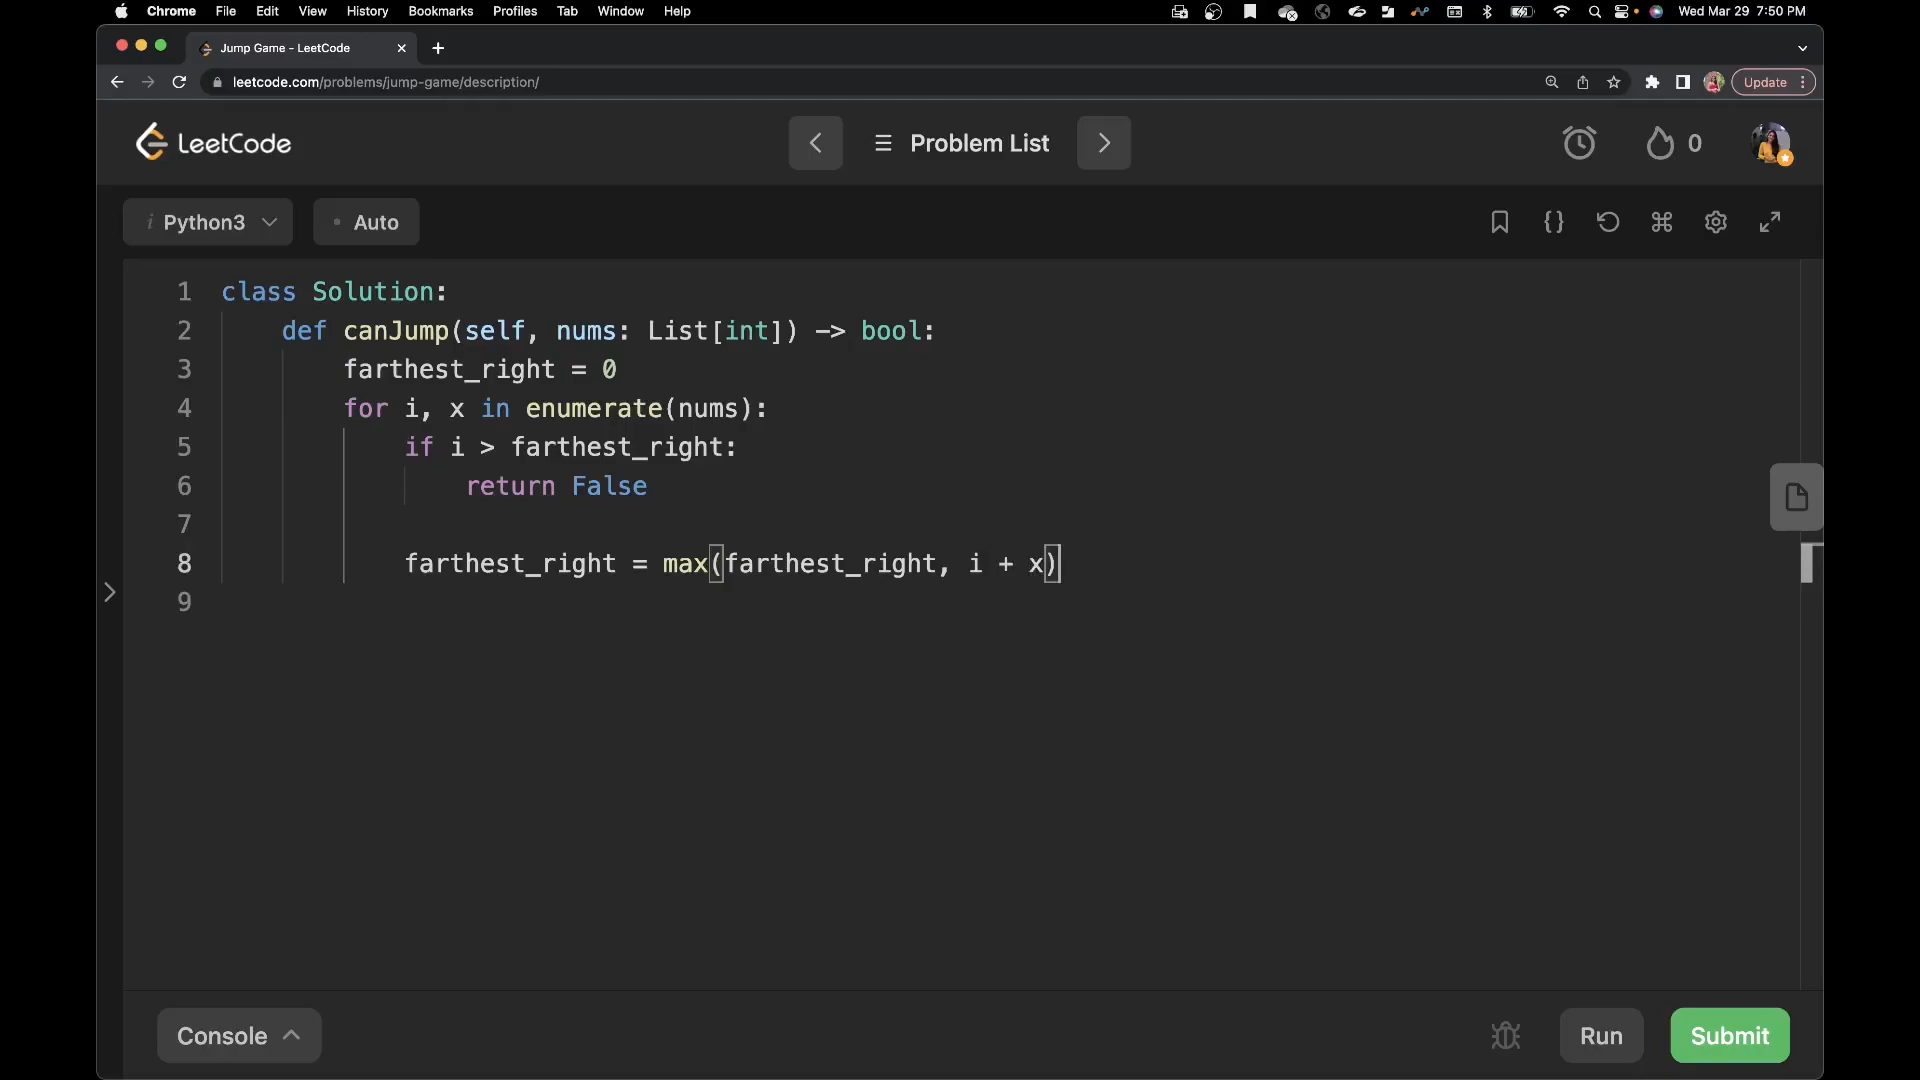 Chrome File Edit View History Bookmarks Profiles Tab Window Help Wed Mar 29 7:50 PM
Jump Game - LeetCode
leetcode.com/problems/jump-game/description/ Update
LeetCode Problem List 0
i Python3 Auto
1 class Solution:
2 def canJump(self, nums: List[int]) -> bool:
3 farthest_right = 0
4 for i, x in enumerate(nums):
5 if i > farthest_right:
6 return False
7
8 farthest_right = max(farthest_right, i + x)
9
Console Run Submit